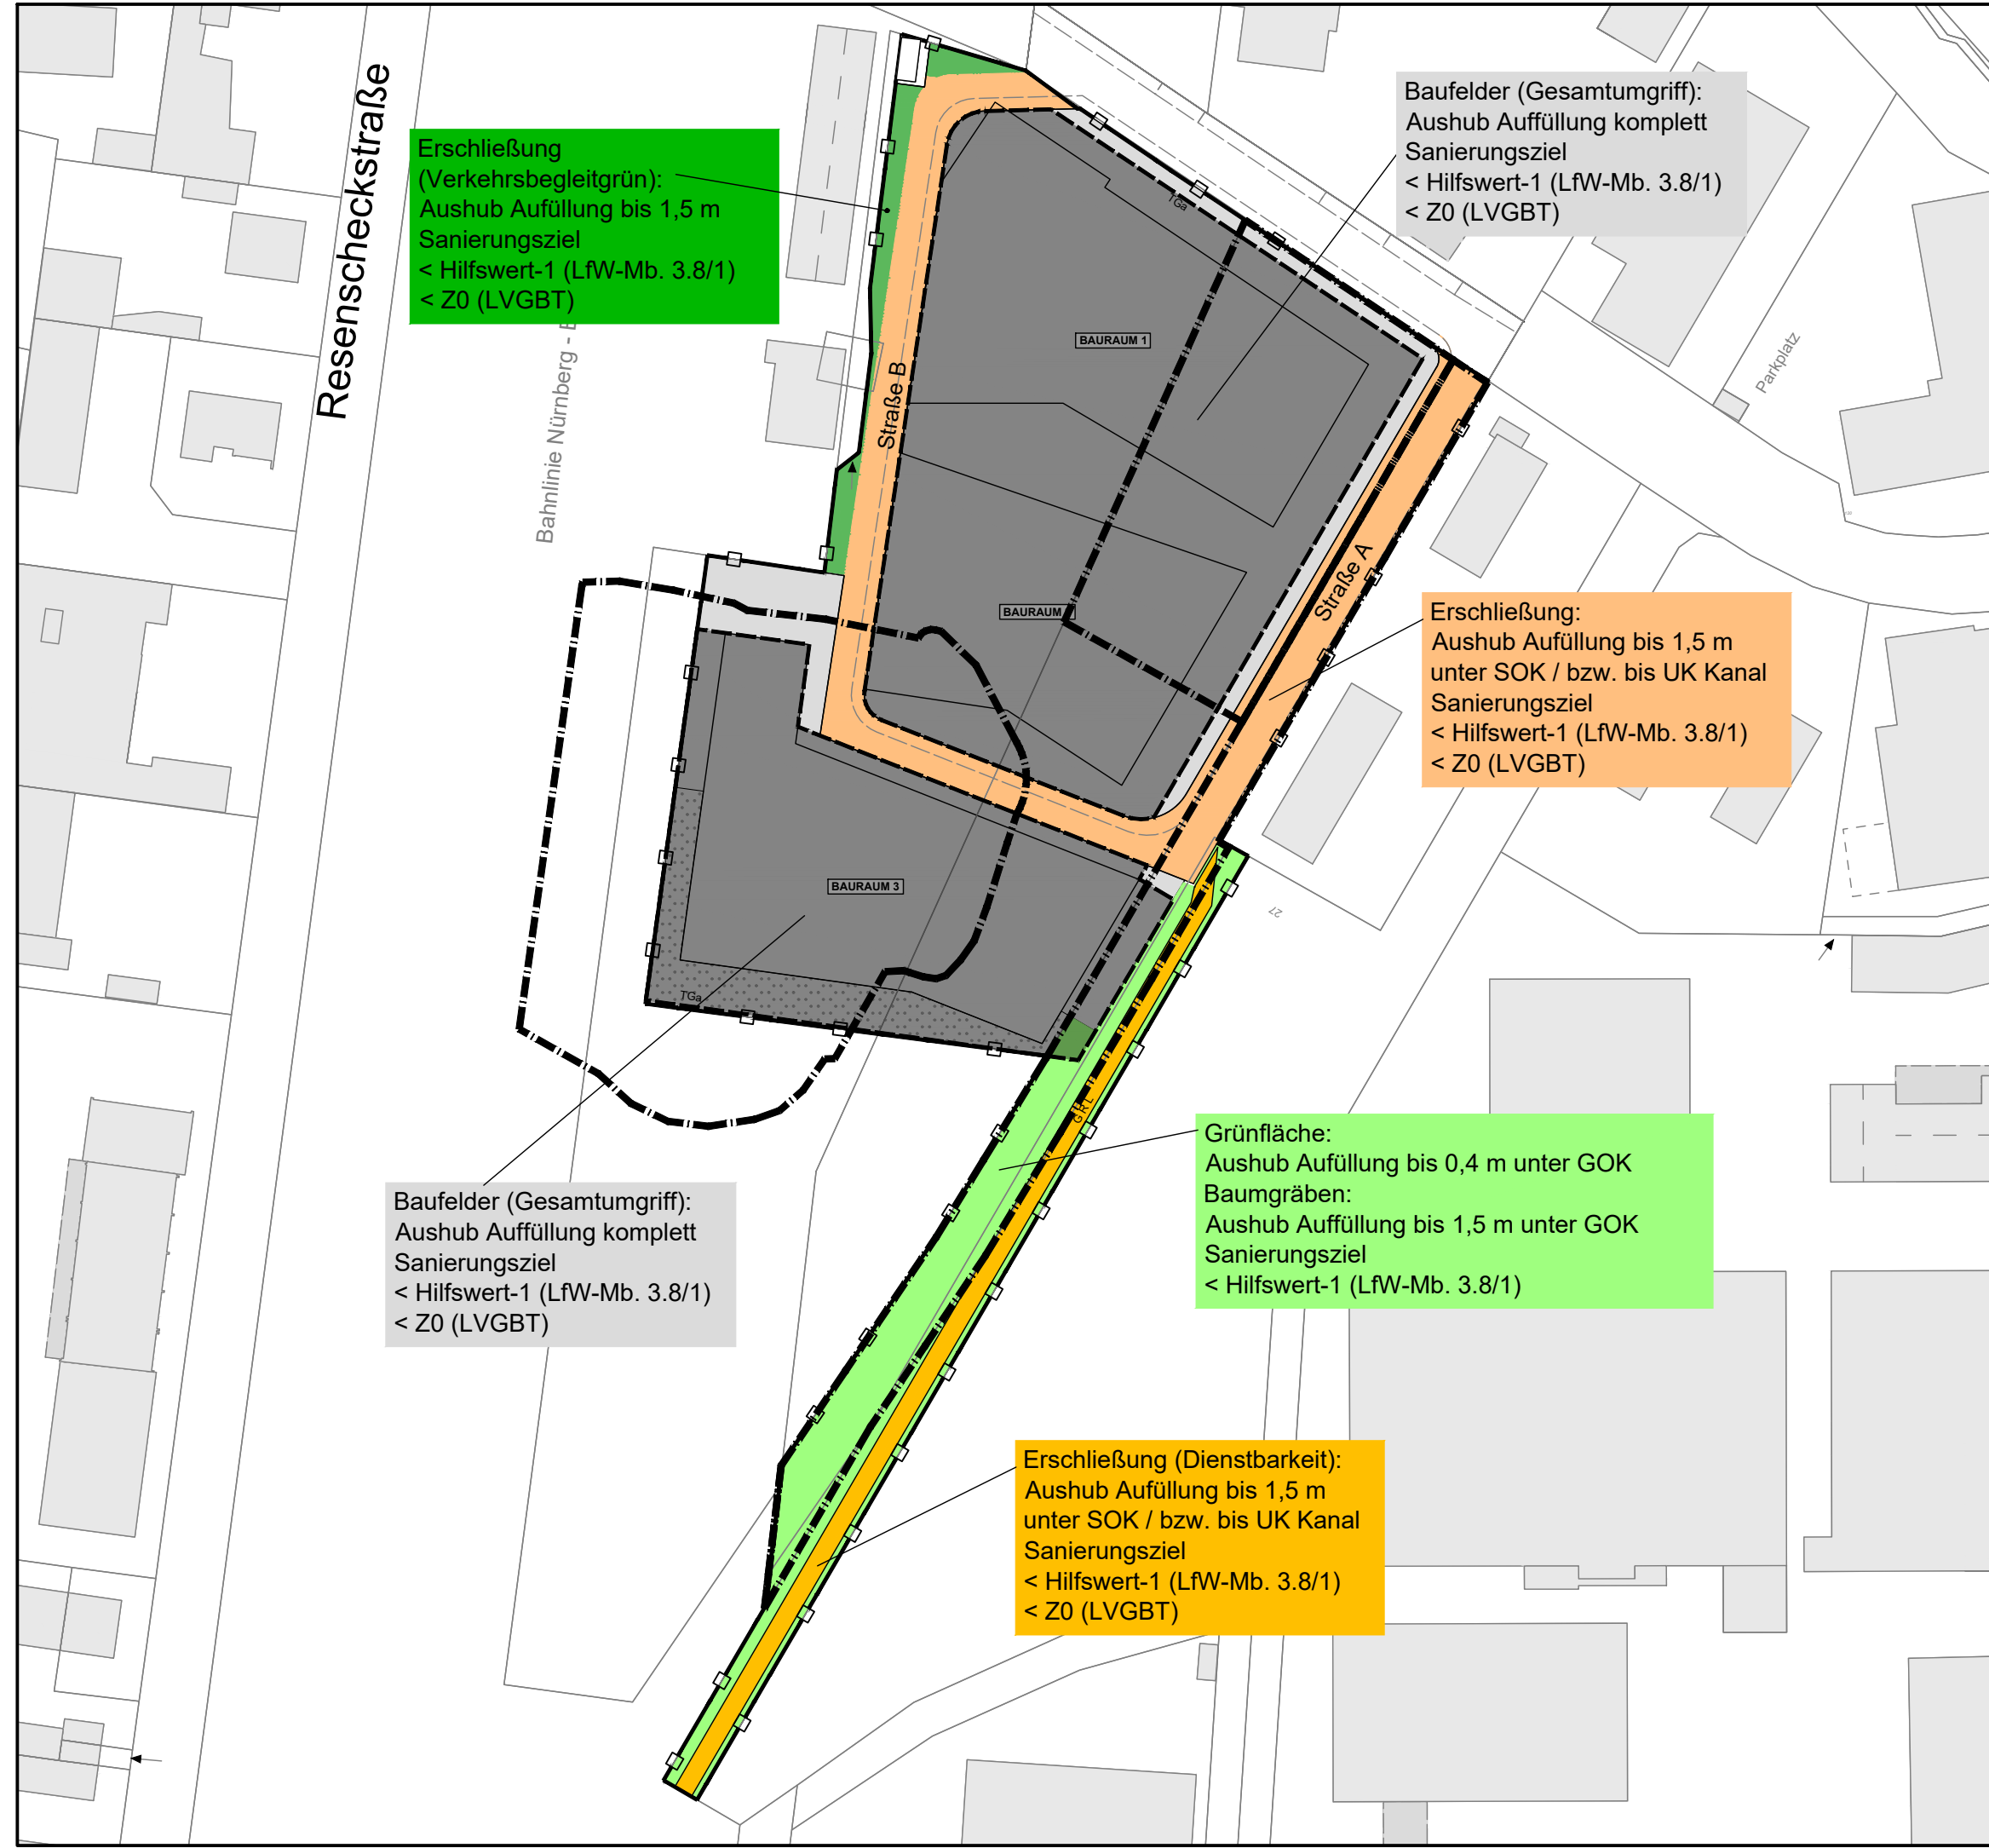 Resenscheckstraße
Bahnlinie Nürnberg -
Erschließung
(Verkehrsbegleitgrün):
Aushub Aufüllung bis 1,5 m
Sanierungsziel
< Hilfswert-1 (LfW-Mb. 3.8/1)
< Z0 (LVGBT)
Baufelder (Gesamtumgriff):
Aushub Auffüllung komplett
Sanierungsziel
< Hilfswert-1 (LfW-Mb. 3.8/1)
< Z0 (LVGBT)
TGa
BAURAUM 1
Parkplatz
Straße B
Straße A
BAURAUM
Erschließung:
Aushub Aufüllung bis 1,5 m
unter SOK / bzw. bis UK Kanal
Sanierungsziel
< Hilfswert-1 (LfW-Mb. 3.8/1)
< Z0 (LVGBT)
BAURAUM 3
27
TGa
GRL
Grünfläche:
Aushub Aufüllung bis 0,4 m unter GOK
Baumgräben:
Aushub Auffüllung bis 1,5 m unter GOK
Sanierungsziel
< Hilfswert-1 (LfW-Mb. 3.8/1)
Baufelder (Gesamtumgriff):
Aushub Auffüllung komplett
Sanierungsziel
< Hilfswert-1 (LfW-Mb. 3.8/1)
< Z0 (LVGBT)
Erschließung (Dienstbarkeit):
Aushub Aufüllung bis 1,5 m
unter SOK / bzw. bis UK Kanal
Sanierungsziel
< Hilfswert-1 (LfW-Mb. 3.8/1)
< Z0 (LVGBT)